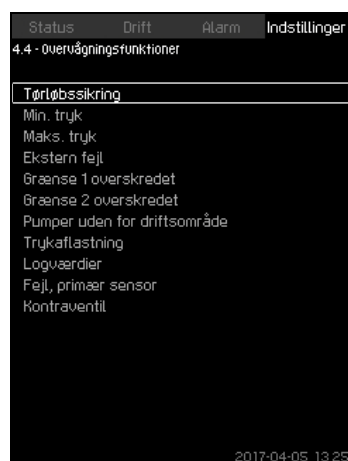 Status Drift Alarm Indstillinger
4.4 - Overvågningsfunktioner
Tørløbssikring
Min. tryk
Maks. tryk
Ekstern fejl
Grænse 1 overskredet
Grænse 2 overskredet
Pumper uden for driftsområde
Trykaflastning
Logværdier
Fejl, primær sensor
Kontraventil
2017-04-05 13:25